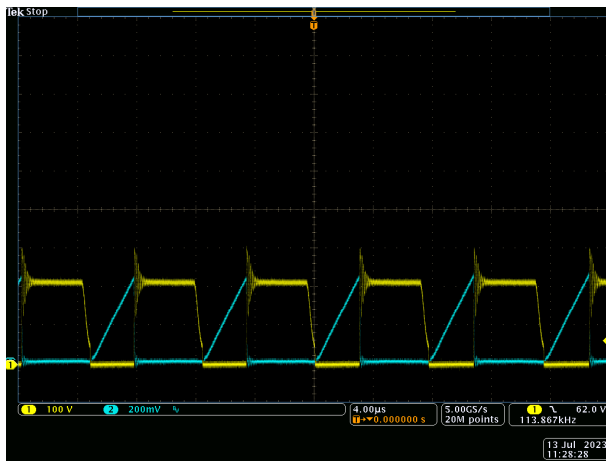 Tek Stop
T
1
1 100 V 2 200mV 4.00µs 5.00GS/s 1 62.0 V
T→▼0.000000 s 20M points 113.867kHz
13 Jul 2023
11:28:28